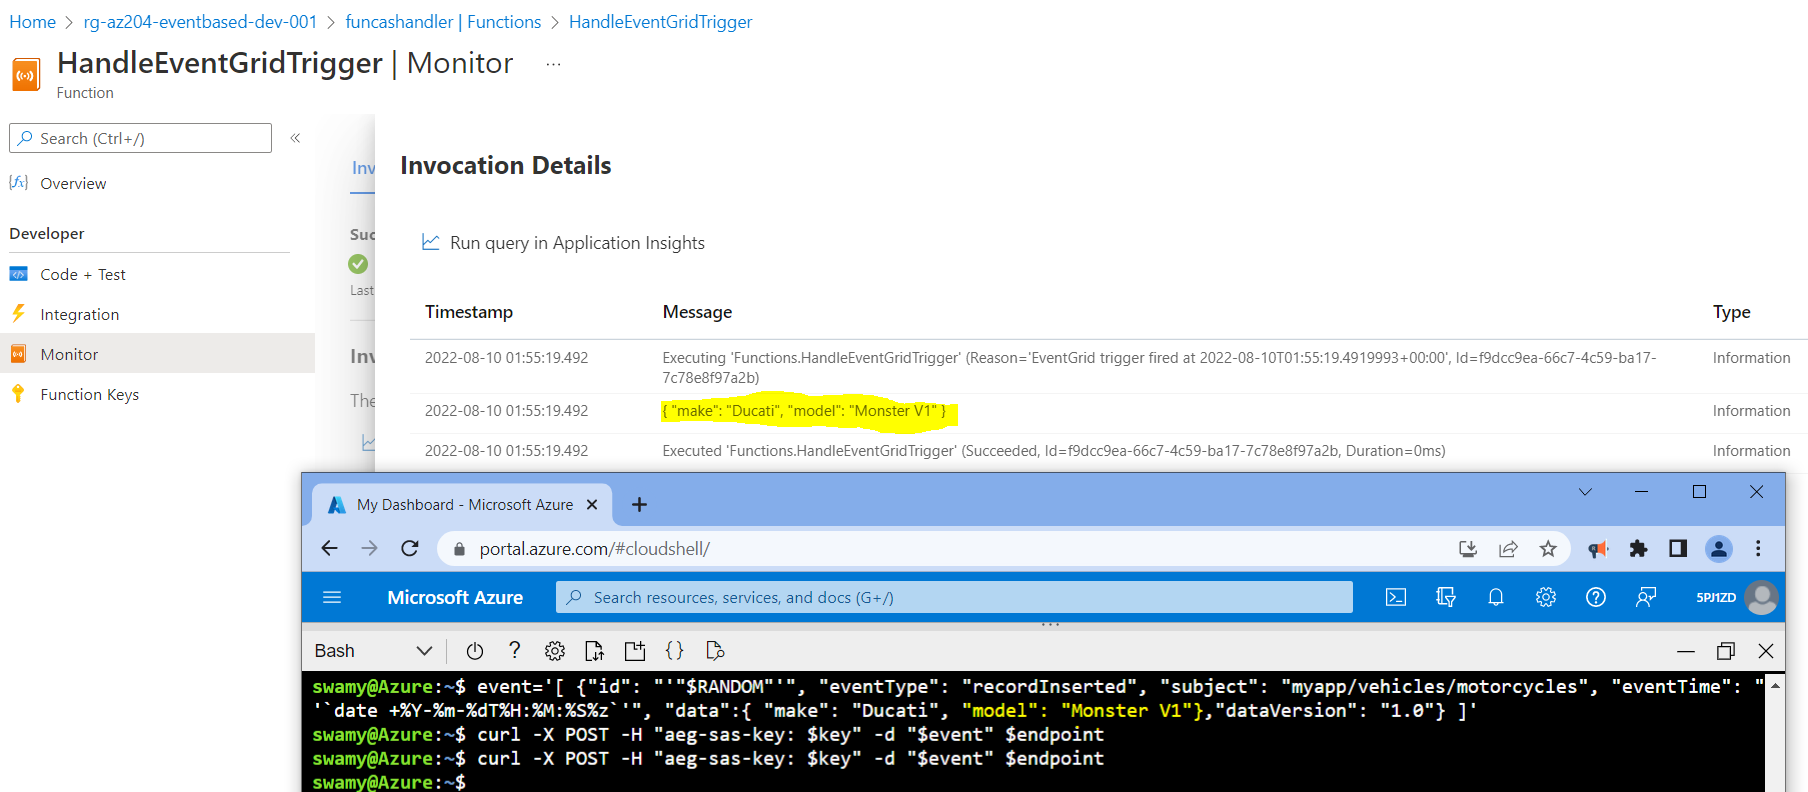 Home > rg-az204-eventbased-dev-001 > funcashandler | Functions > HandleEventGridTrigger
HandleEventGridTrigger | Monitor ...
Function
Search (Ctrl+/)
«
Overview
Developer
Code + Test
Integration
Monitor
Function Keys
Inv
Suc
Last
Inv
The
Invocation Details
Run query in Application Insights
Timestamp Message Type
2022-08-10 01:55:19.492 Executing 'Functions.HandleEventGridTrigger' (Reason='EventGrid trigger fired at 2022-08-10T01:55:19.4919993+00:00', Id=f9dcc9ea-66c7-4c59-ba17- Information
7c78e8f97a2b)
2022-08-10 01:55:19.492 { "make": "Ducati", "model": "Monster V1" } Information
2022-08-10 01:55:19.492 Executed 'Functions.HandleEventGridTrigger' (Succeeded, Id=f9dcc9ea-66c7-4c59-ba17-7c78e8f97a2b, Duration=0ms) Information
My Dashboard - Microsoft Azure
portal.azure.com/#cloudshell/
Microsoft Azure
Search resources, services, and docs (G+/)
5PJ1ZD
Bash
swamy@Azure:~$ event='[ {"id": "'"$RANDOM"'", "eventType": "recordInserted", "subject": "myapp/vehicles/motorcycles", "eventTime": "
'`date +%Y-%m-%dT%H:%M:%S%z`'", "data":{ "make": "Ducati", "model": "Monster V1"},"dataVersion": "1.0"} ]'
swamy@Azure:~$ curl -X POST -H "aeg-sas-key: $key" -d "$event" $endpoint
swamy@Azure:~$ curl -X POST -H "aeg-sas-key: $key" -d "$event" $endpoint
swamy@Azure:~$